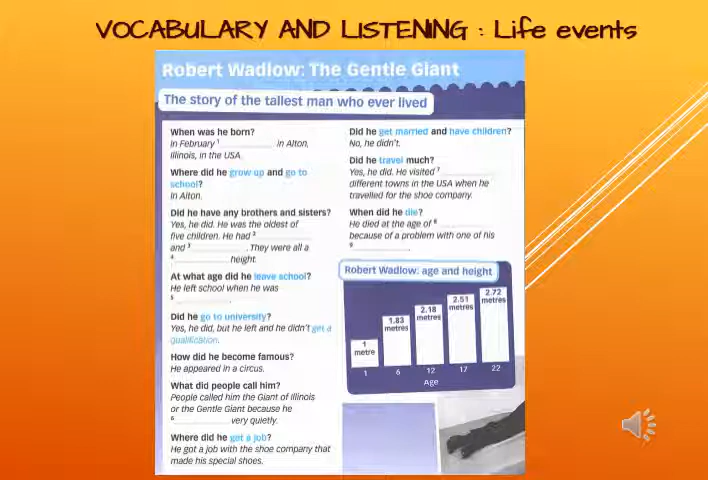 VOCABULARY AND LISTENING : Life events
Robert Wadlow: The Gentle Giant
The story of the tallest man who ever lived
When was he born?
In February 1 ________ in Alton,
Illinois, in the USA.
Where did he grow up and go to
school?
In Alton.
Did he have any brothers and sisters?
Yes, he did. He was the oldest of
five children. He had 2 ________
and 3 ________. They were all a
4 ________ height.
At what age did he leave school?
He left school when he was
5 ________.
Did he go to university?
Yes, he did, but he left and he didn't get a
qualification.
How did he become famous?
He appeared in a circus.
What did people call him?
People called him the Giant of Illinois
or the Gentle Giant because he
6 ________ very quietly.
Where did he get a job?
He got a job with the shoe company that
made his special shoes.
Did he get married and have children?
No, he didn't.
Did he travel much?
Yes, he did. He visited 7 ________
different towns in the USA when he
travelled for the shoe company.
When did he die?
He died at the age of 8 ________
because of a problem with one of his
9 ________.
Robert Wadlow: age and height
1 metre
1.83 metres
2.18 metres
2.51 metres
2.72 metres
1 6 12 17 22
Age